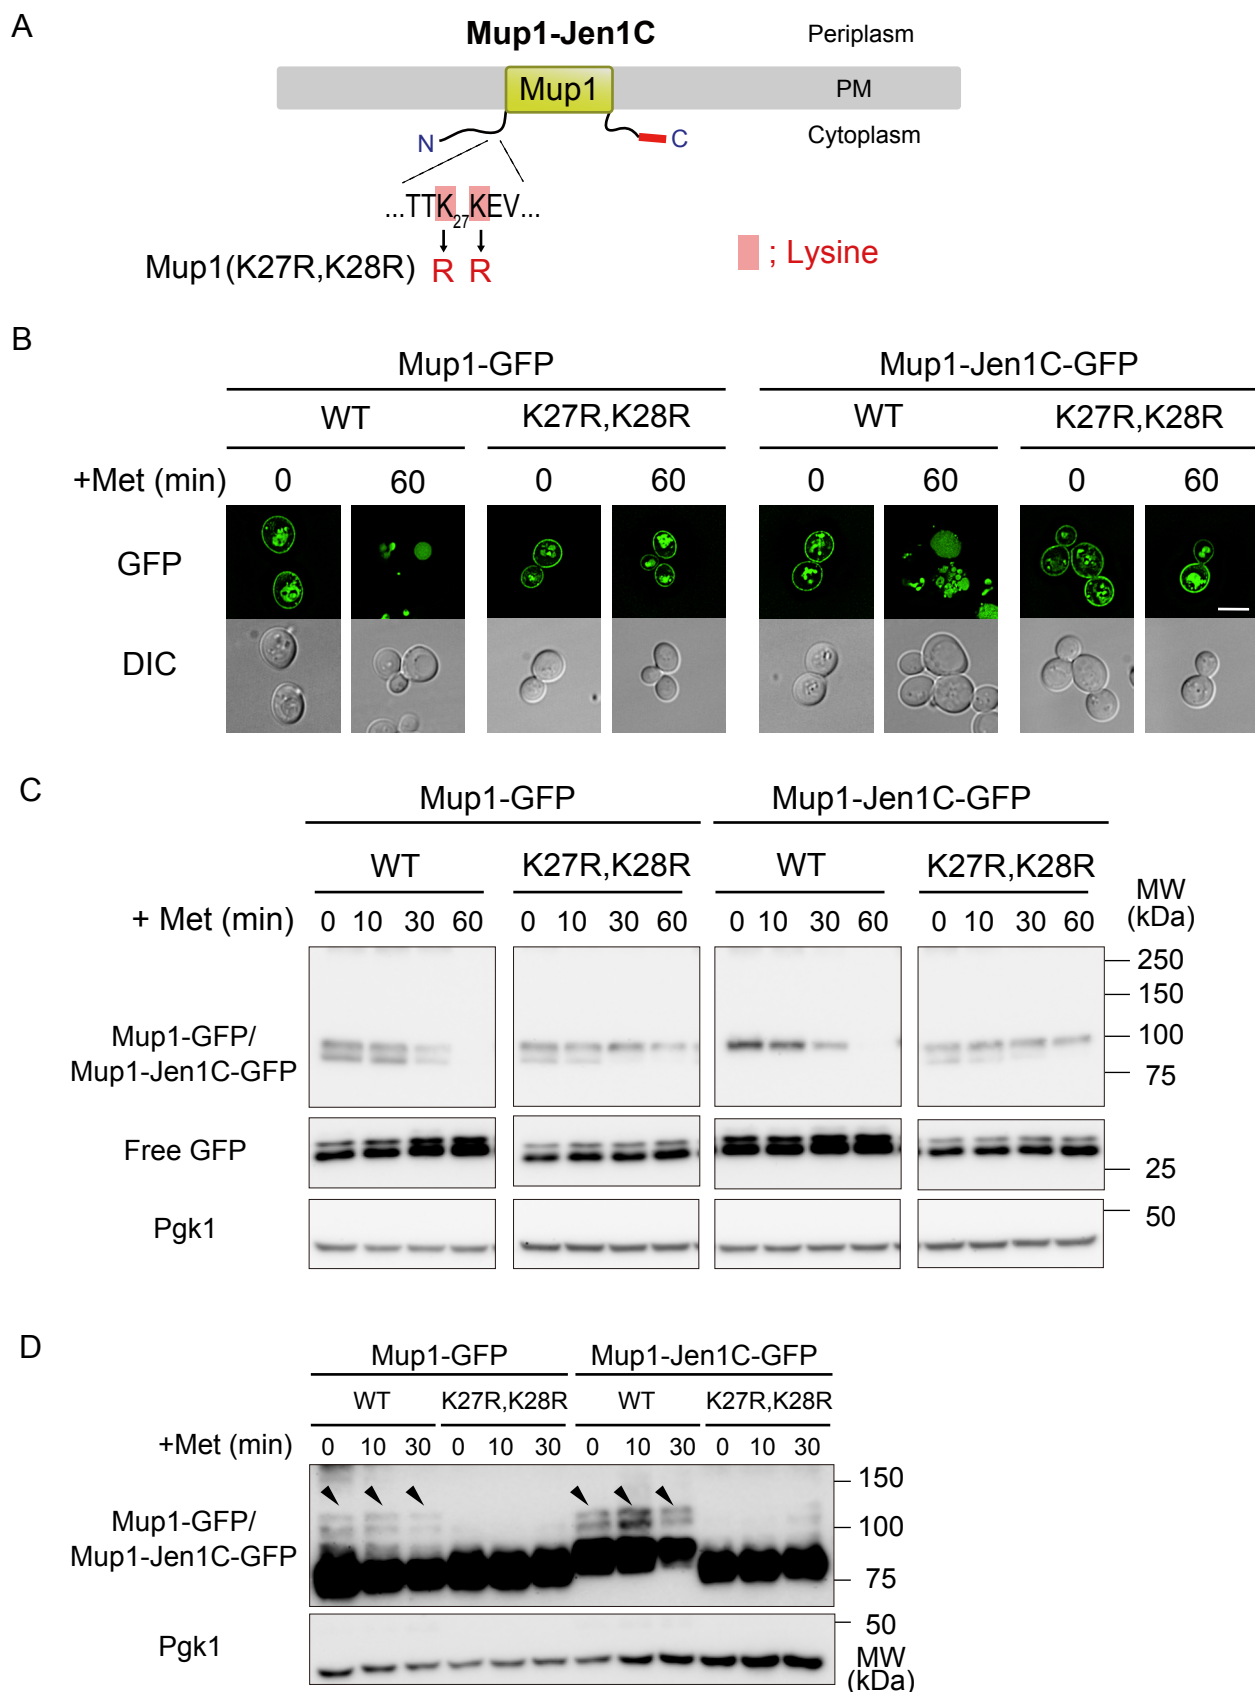 A
Mup1-Jen1C
Periplasm
Mup1
PM
N
C
Cytoplasm
...TTK27KEV...
Mup1(K27R,K28R) R R
; Lysine
B
Mup1-GFP Mup1-Jen1C-GFP
WT K27R,K28R WT K27R,K28R
+Met (min) 0 60 0 60 0 60 0 60
GFP
DIC
C
Mup1-GFP Mup1-Jen1C-GFP
WT K27R,K28R WT K27R,K28R
MW
(kDa)
+ Met (min) 0 10 30 60 0 10 30 60 0 10 30 60 0 10 30 60
250
150
Mup1-GFP/
100
Mup1-Jen1C-GFP
75
Free GFP
25
Pgk1
50
D
Mup1-GFP Mup1-Jen1C-GFP
WT K27R,K28R WT K27R,K28R
+Met (min) 0 10 30 0 10 30 0 10 30 0 10 30
150
Mup1-GFP/
100
Mup1-Jen1C-GFP
75
50
Pgk1
MW
(kDa)